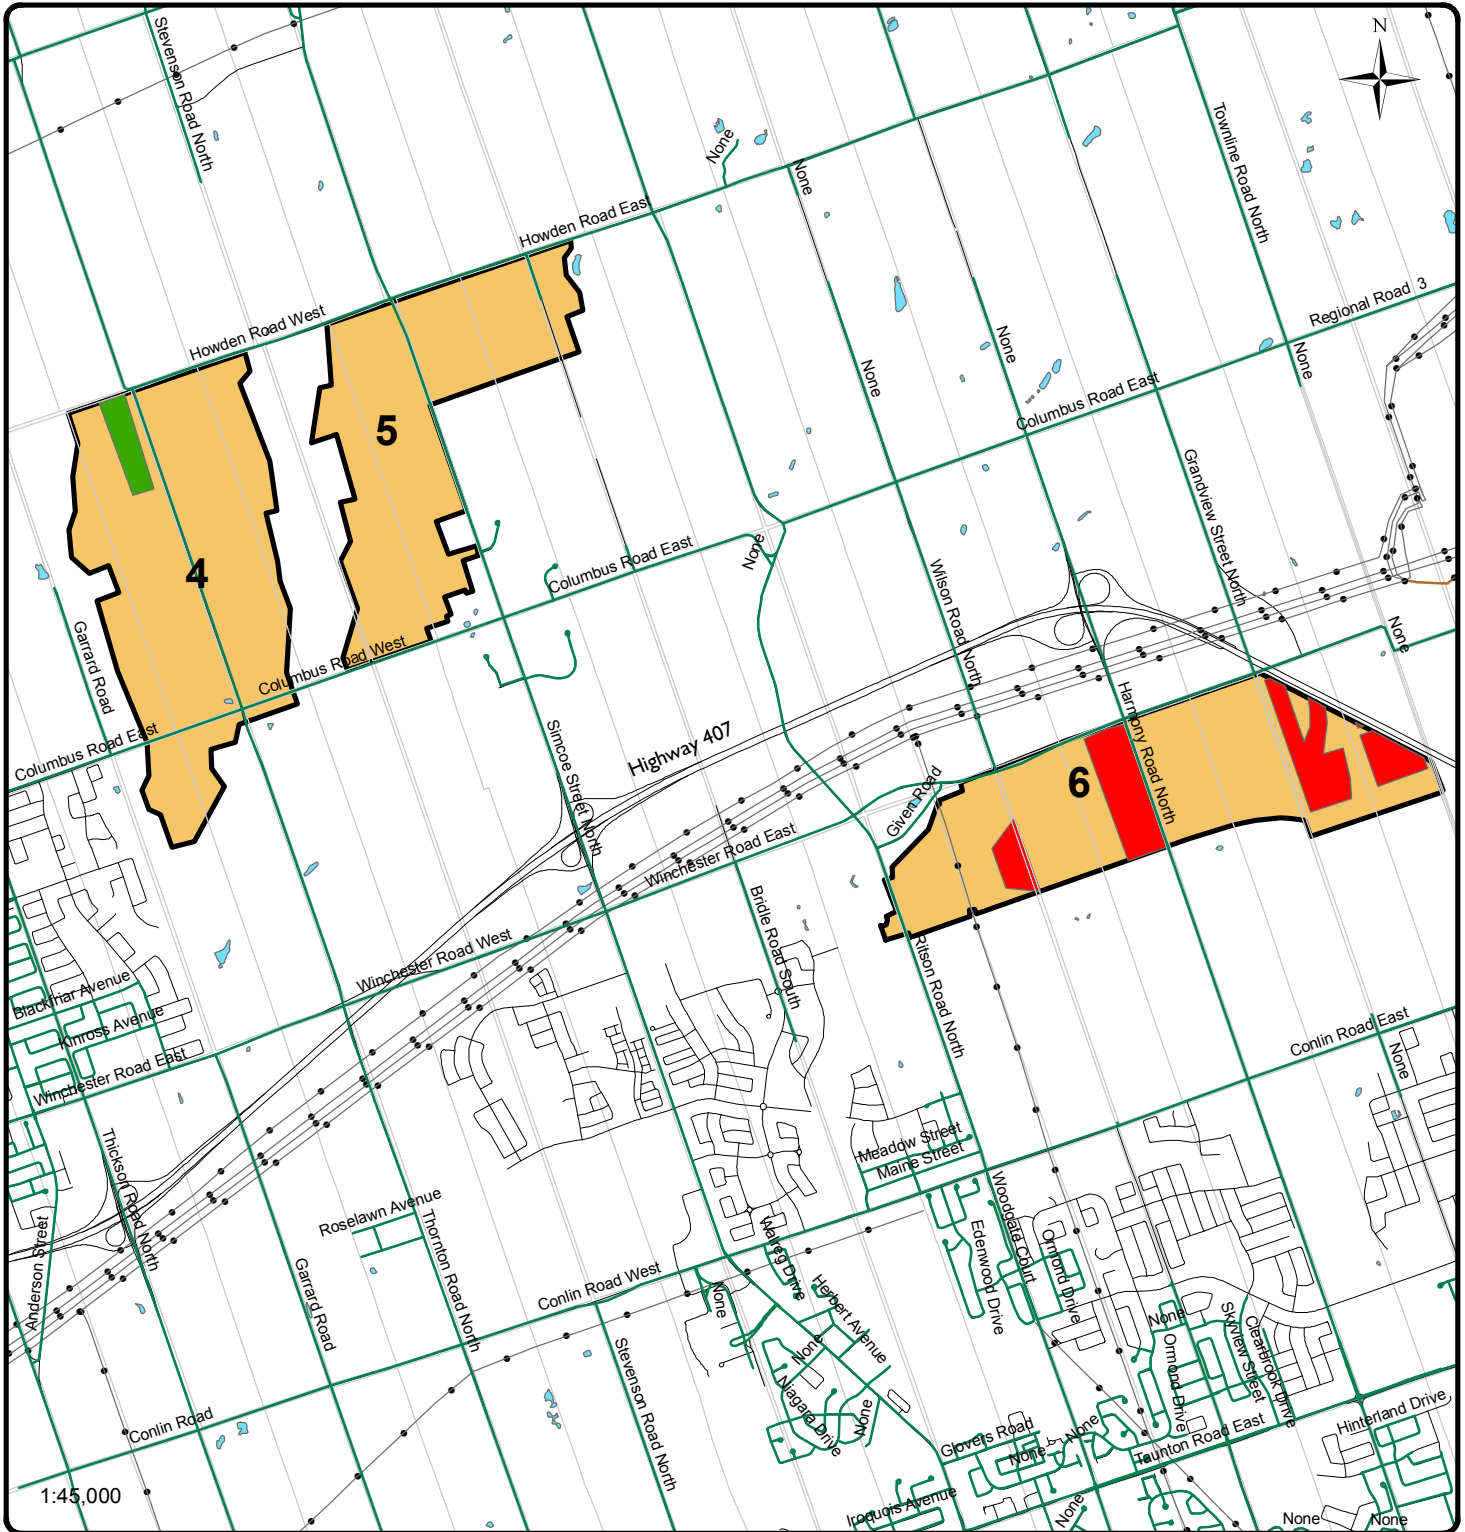 N
Stevenson Road North
Townline Road North
None
None
Howden Road East
Regional Road 3
Howden Road West
None
None
None
Columbus Road East
5
Grandview Street North
4
None
Columbus Road East
Wilson Road North
Garrard Road
None
Columbus Road West
Harmony Road North
Columbus Road East
Simcoe Street North
Highway 407
6
Given Road
Winchester Road East
Bridle Road South
Winchester Road West
Ritson Road North
Blackfriar Avenue
Kinross Avenue
Conlin Road East
None
Winchester Road East
Meadow Street
Maine Street
Thickson Road North
Woodgate Court
Roselawn Avenue
Anderson Street
Thornton Road North
Edenwood Drive
Ormond Drive
Walreg Drive
Garrard Road
Conlin Road West
None
Herbert Avenue
None
Skyview Street
Clearbrook Drive
None
Ormond Drive
Stevenson Road North
Niagara Drive
None
Hinterland Drive
Conlin Road
Glovers Road
None
Taunton Road East
None
1:45,000
Iroquois Avenue
None
None
None